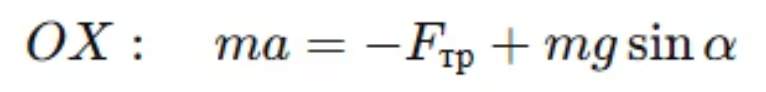 OX : ma = −Fтр + mg sin α